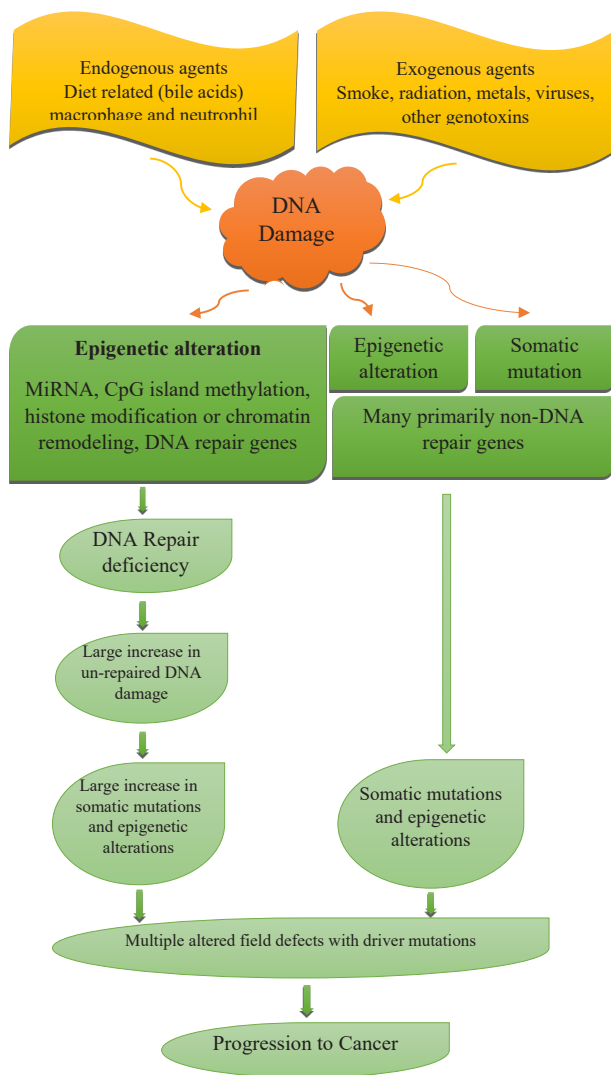 Endogenous agents
Diet related (bile acids)
macrophage and neutrophil
Exogenous agents
Smoke, radiation, metals, viruses,
other genotoxins
DNA
Damage
Epigenetic alteration
MiRNA, CpG island methylation,
histone modification or chromatin
remodeling, DNA repair genes
Epigenetic
alteration
Somatic
mutation
Many primarily non-DNA
repair genes
DNA Repair
deficiency
Large increase in
un-repaired DNA
damage
Large increase in
somatic mutations
and epigenetic
alterations
Somatic mutations
and epigenetic
alterations
Multiple altered field defects with driver mutations
Progression to Cancer